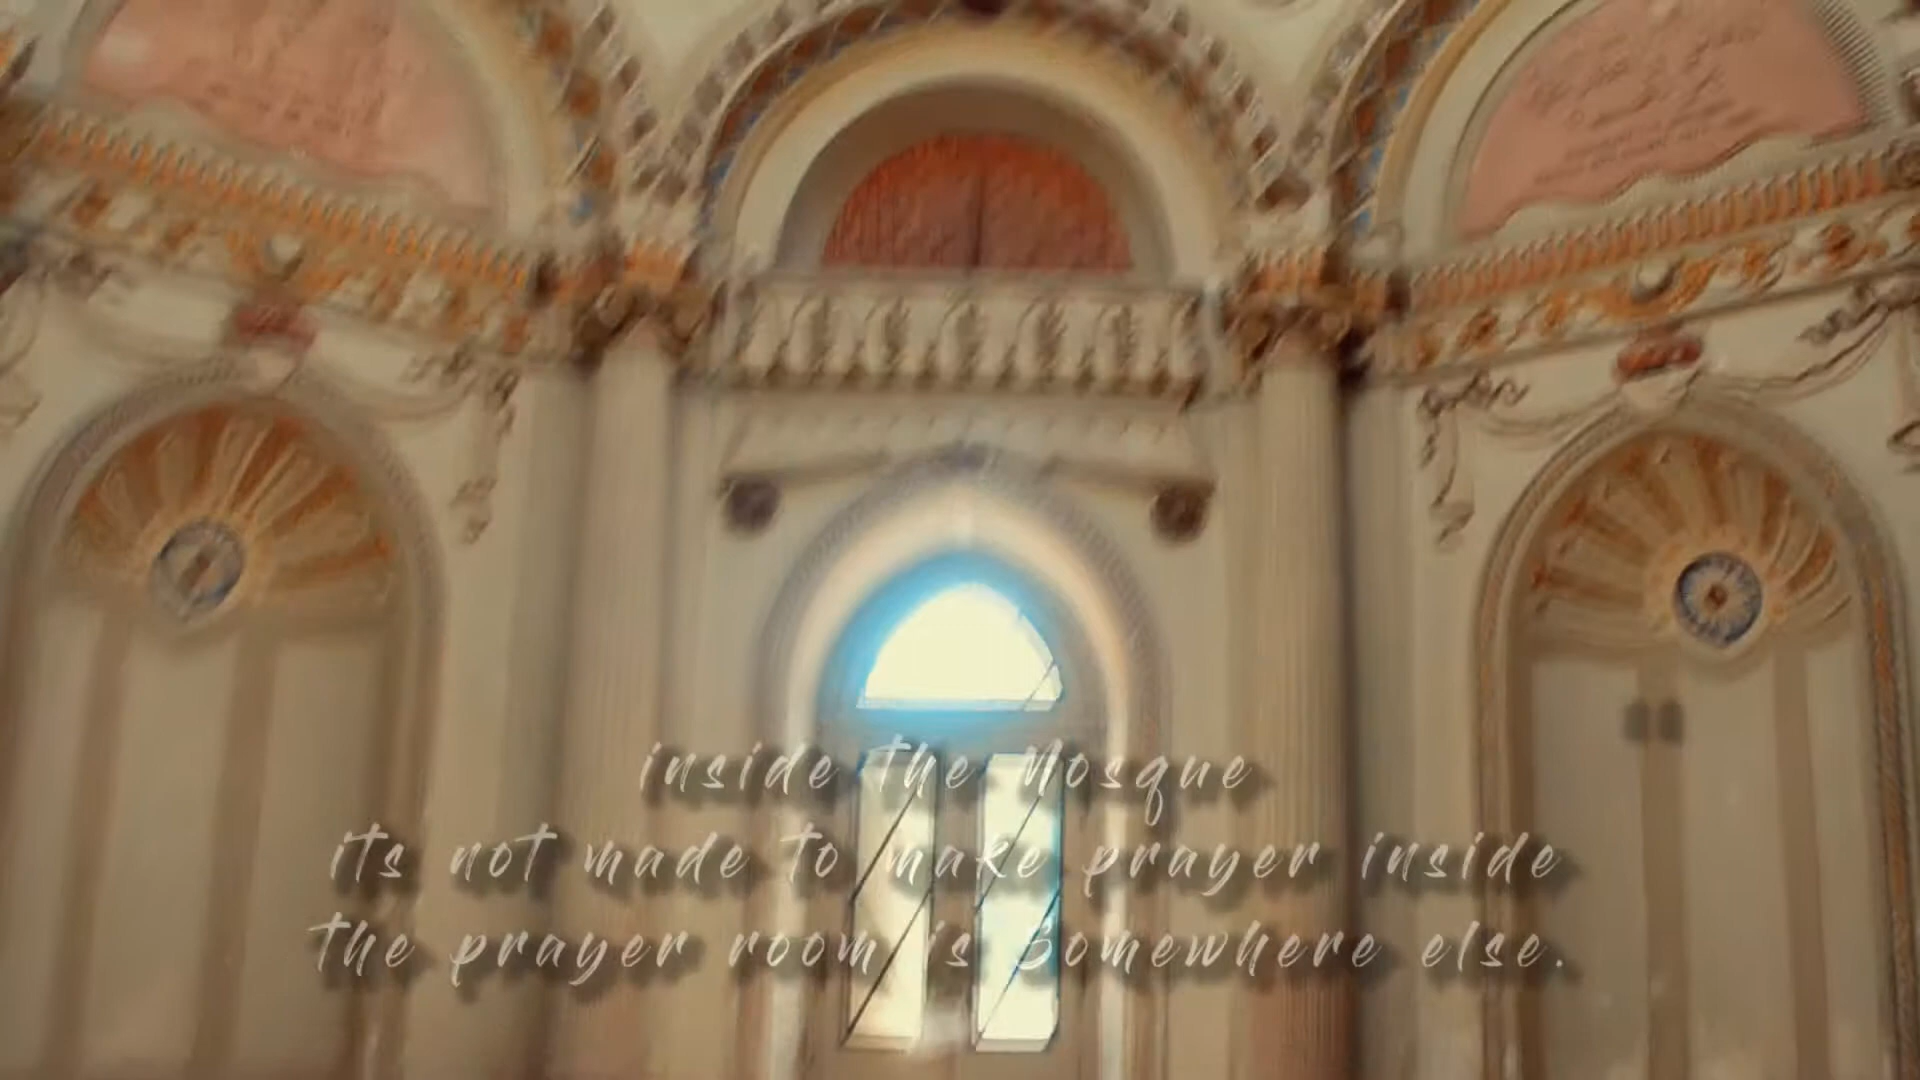 inside the Mosque
its not made to make prayer inside
the prayer room is Somewhere else.